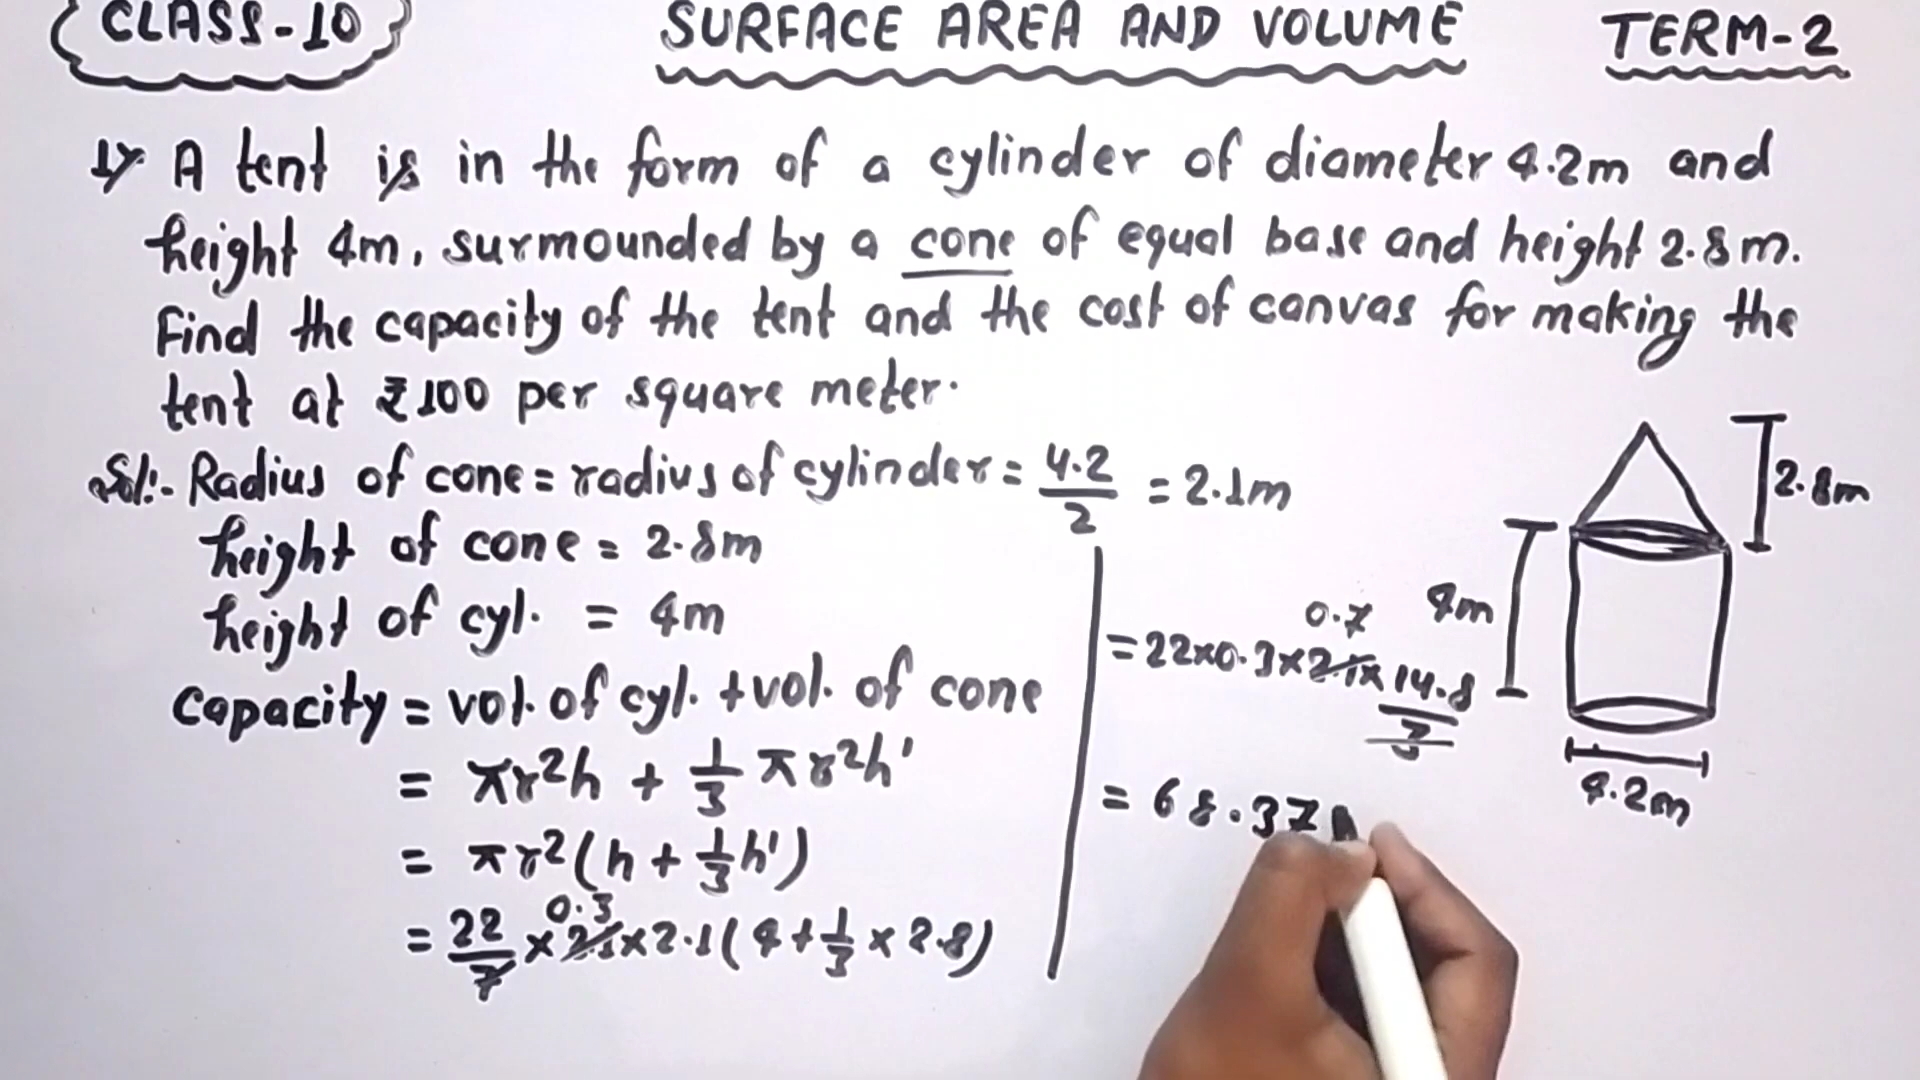 CLASS-10
SURFACE AREA AND VOLUME
TERM-2
1) A tent is in the form of a cylinder of diameter 4.2m and
height 4m, surmounded by a cone of equal base and height 2.8m.
Find the capacity of the tent and the cost of canvas for making the
tent at ₹100 per square meter.
Sol:- Radius of cone = radius of cylinder = 4.2/2 = 2.1m
height of cone = 2.8m
height of cyl. = 4m
capacity = vol. of cyl. + vol. of cone
= πr²h + 1/3 πr²h'
= πr²(h + 1/3 h')
0.3
= 22/7 × 2.1 × 2.1 (4 + 1/3 × 2.8)
0.7
= 22×0.3×2.1×14.8/3
= 68.37
2.8m
4m
4.2m